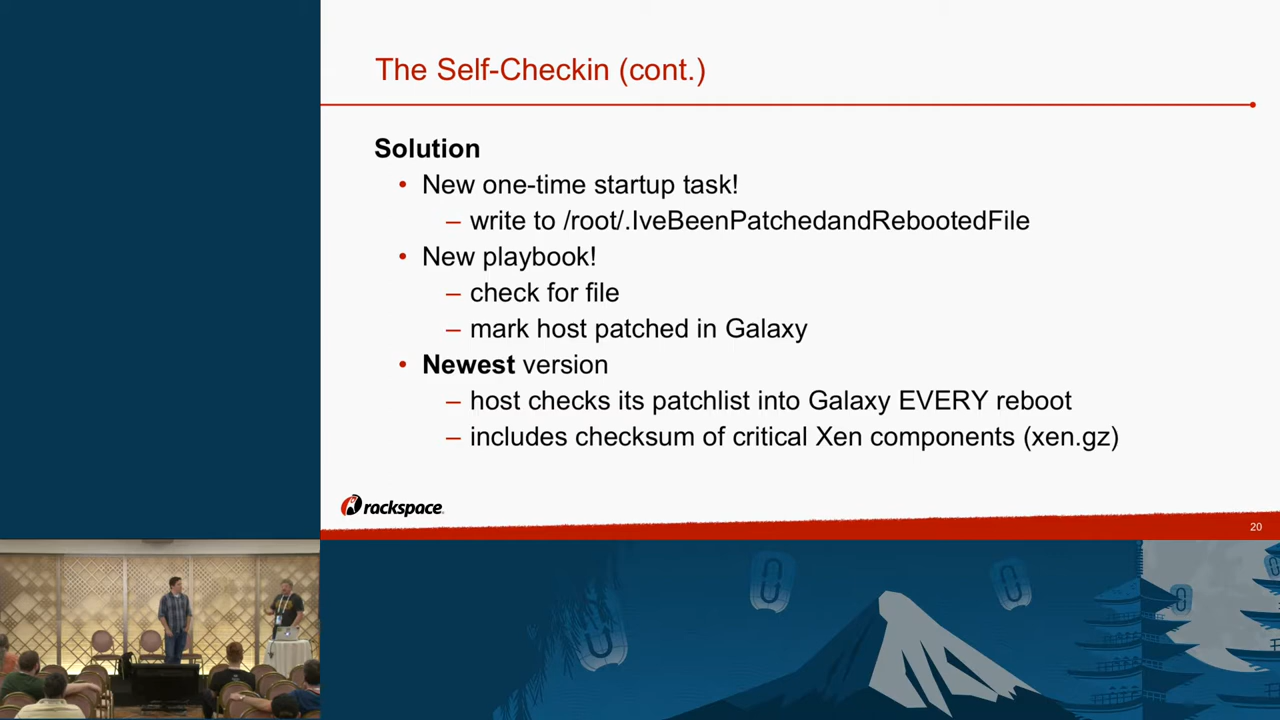 The Self-Checkin (cont.)
Solution
• New one-time startup task!
– write to /root/.IveBeenPatchedandRebootedFile
• New playbook!
– check for file
– mark host patched in Galaxy
• Newest version
– host checks its patchlist into Galaxy EVERY reboot
– includes checksum of critical Xen components (xen.gz)
rackspace.
20